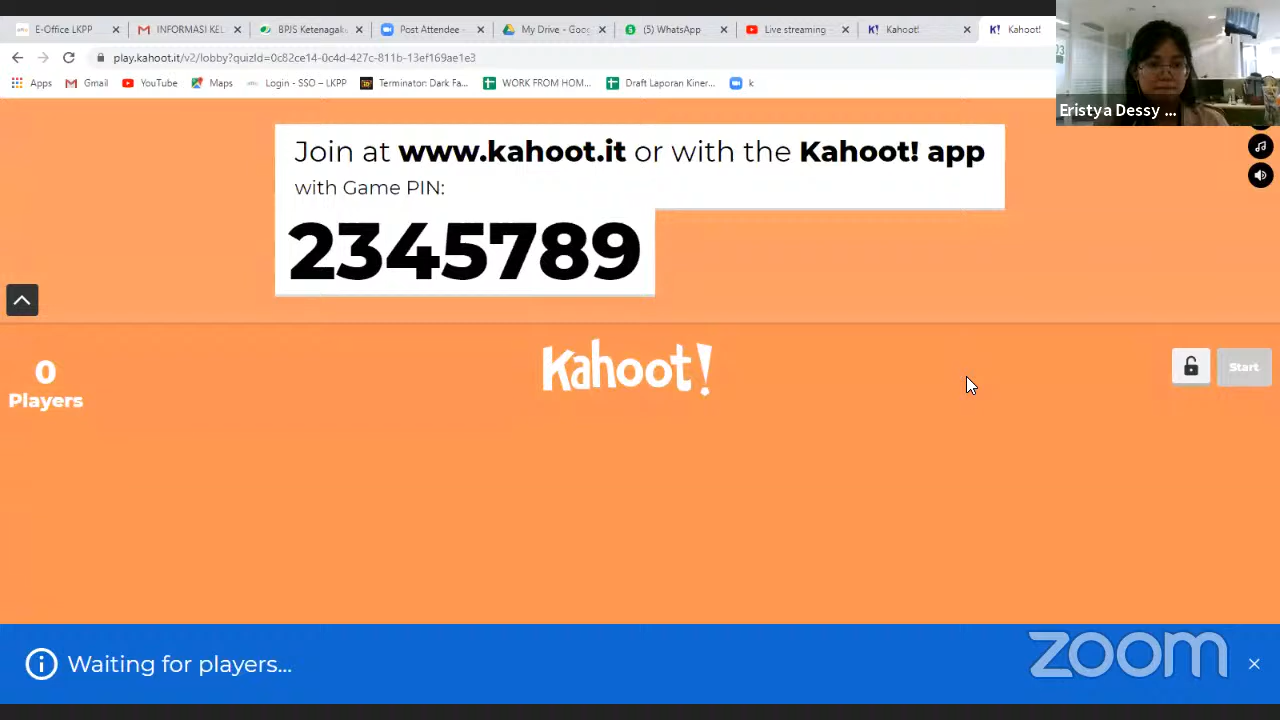 E-Office LKPP
INFORMASI KEL
BPJS Ketenagaku
Post Attendee -
My Drive - Goog
(5) WhatsApp
Live streaming -
Kahoot!
Kahoot!
play.kahoot.it/v2/lobby?quizId=0c82ce14-0c4d-427c-811b-13ef169ae1e3
Apps
Gmail
YouTube
Maps
Login - SSO – LKPP
Terminator: Dark Fa...
WORK FROM HOM...
Draft Laporan Kiner...
k
Eristya Dessy ...
Join at www.kahoot.it or with the Kahoot! app
with Game PIN:
2345789
0
Players
Kahoot!
Start
Waiting for players...
zoom